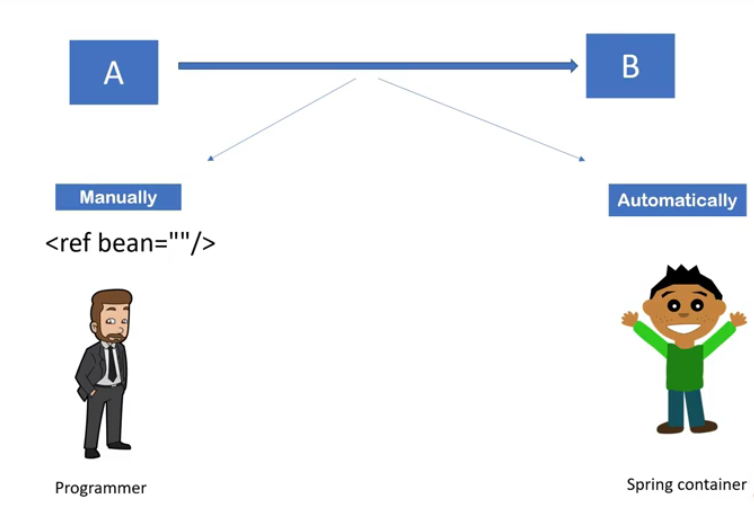 A
B
Manually
Automatically
<ref bean=""/>
Programmer
Spring container